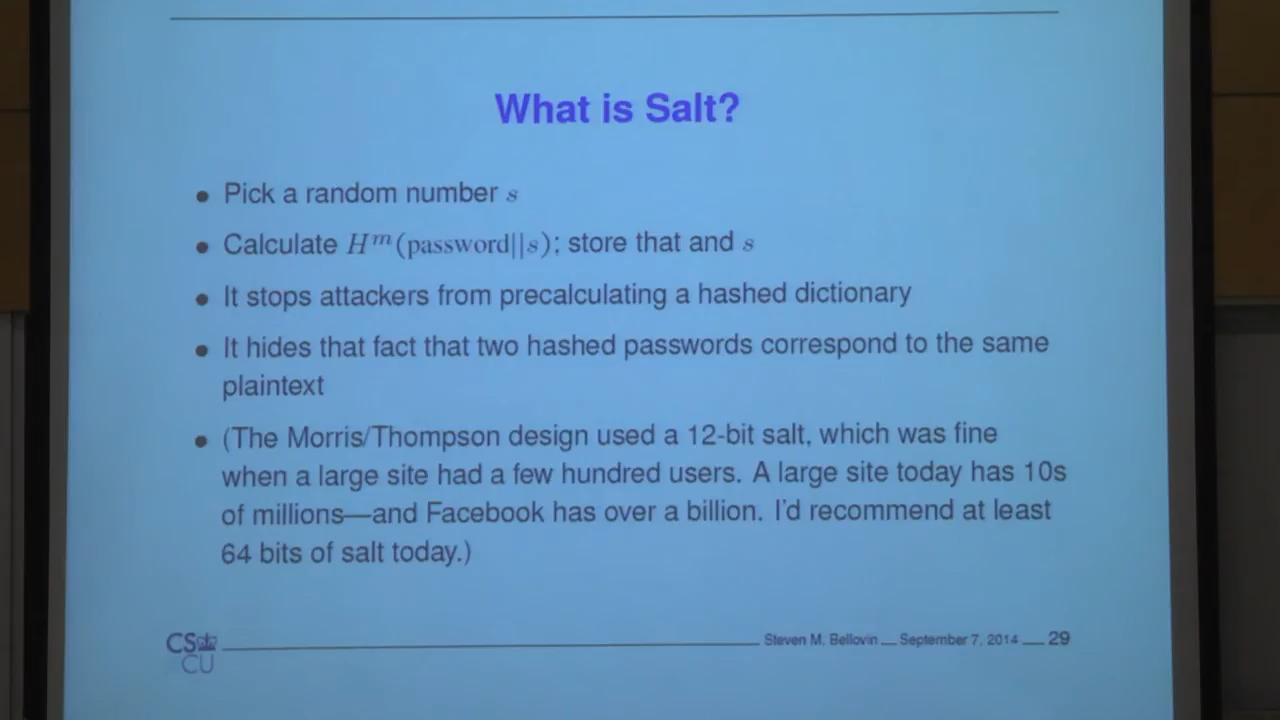 What is Salt?
• Pick a random number s
• Calculate Hᵐ(password||s); store that and s
• It stops attackers from precalculating a hashed dictionary
• It hides that fact that two hashed passwords correspond to the same
plaintext
• (The Morris/Thompson design used a 12-bit salt, which was fine
when a large site had a few hundred users. A large site today has 10s
of millions—and Facebook has over a billion. I'd recommend at least
64 bits of salt today.)
CS
CU
Steven M. Bellovin __ September 7, 2014 __ 29